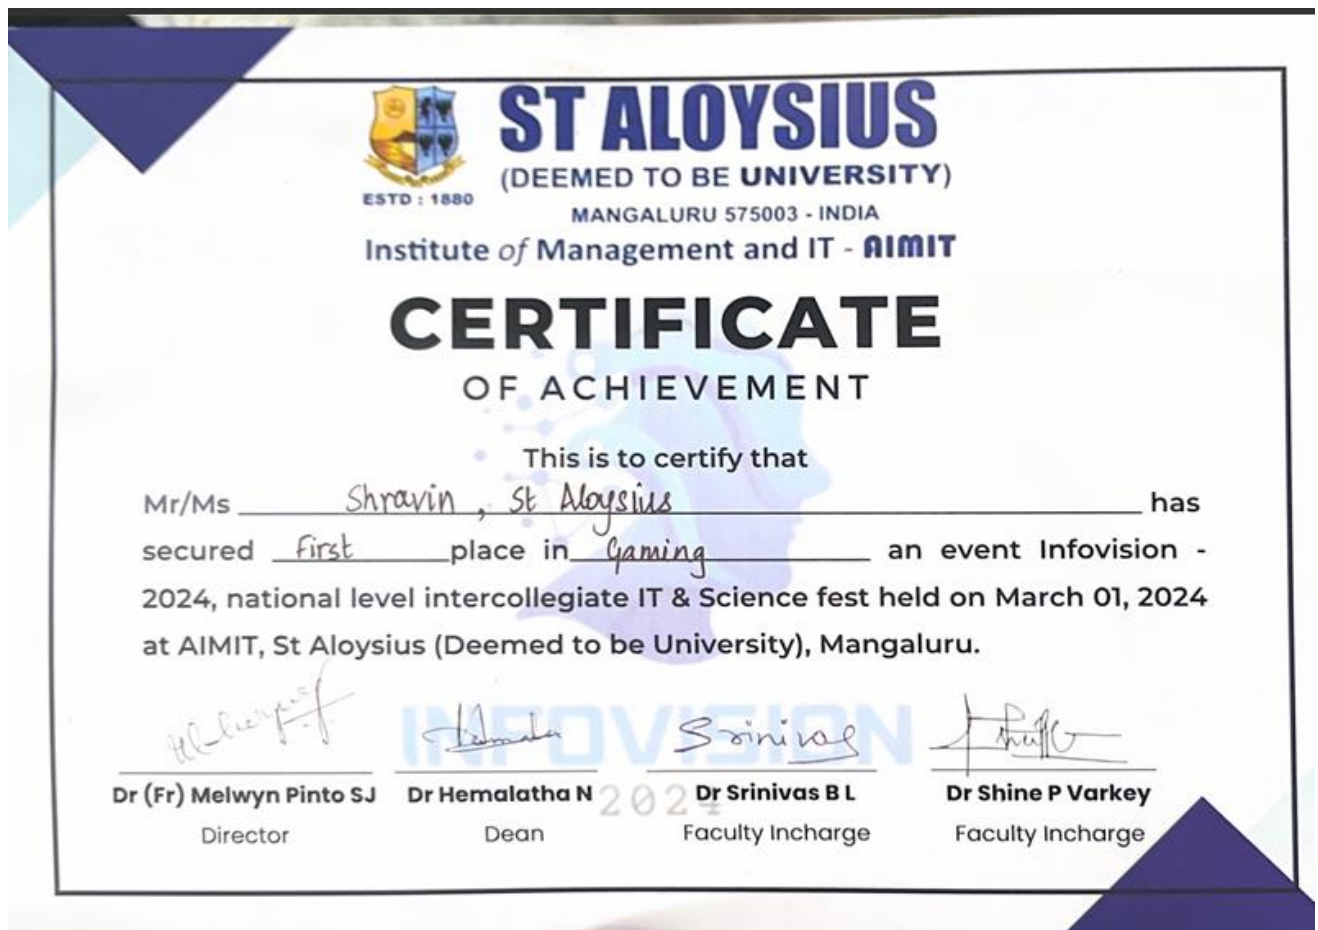 ST ALOYSIUS
(DEEMED TO BE UNIVERSITY)
ESTD : 1880
MANGALURU 575003 - INDIA
Institute of Management and IT - AIMIT
CERTIFICATE
OF ACHIEVEMENT
This is to certify that
Mr/Ms Shravin, St Aloysius has
secured First place in Gaming an event Infovision -
2024, national level intercollegiate IT & Science fest held on March 01, 2024
at AIMIT, St Aloysius (Deemed to be University), Mangaluru.
INFOVISION
2024
Srinivas
Dr (Fr) Melwyn Pinto SJ Dr Hemalatha N Dr Srinivas B L Dr Shine P Varkey
Director Dean Faculty Incharge Faculty Incharge